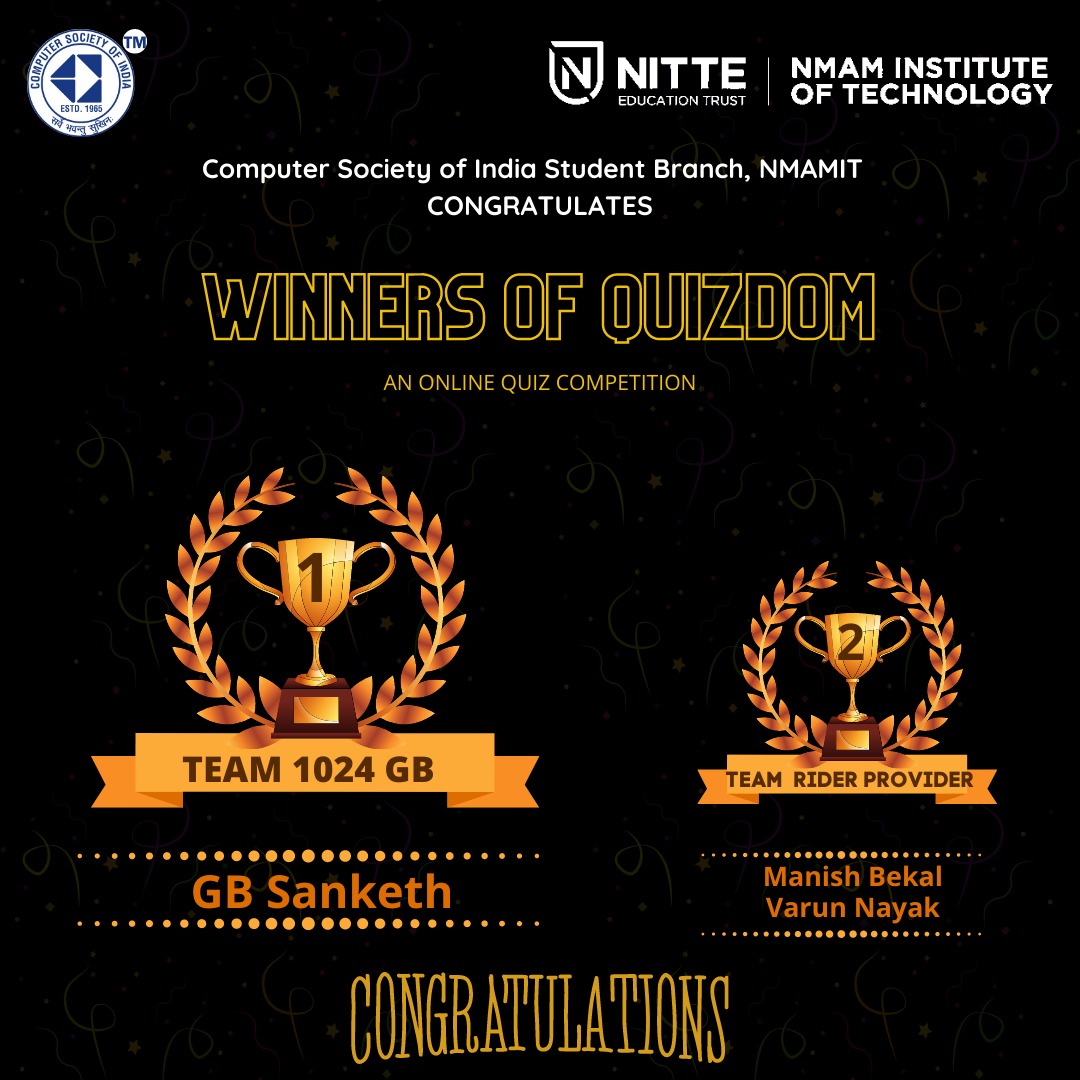 COMPUTER SOCIETY OF INDIA
TM
ESTD. 1965
सर्वे भवन्तु सुखिनः
NITTE
EDUCATION TRUST
NMAM INSTITUTE
OF TECHNOLOGY
Computer Society of India Student Branch, NMAMIT
CONGRATULATES
WINNERS OF QUIZDOM
AN ONLINE QUIZ COMPETITION
1
TEAM 1024 GB
GB Sanketh
2
TEAM RIDER PROVIDER
Manish Bekal
Varun Nayak
CONGRATULATIONS